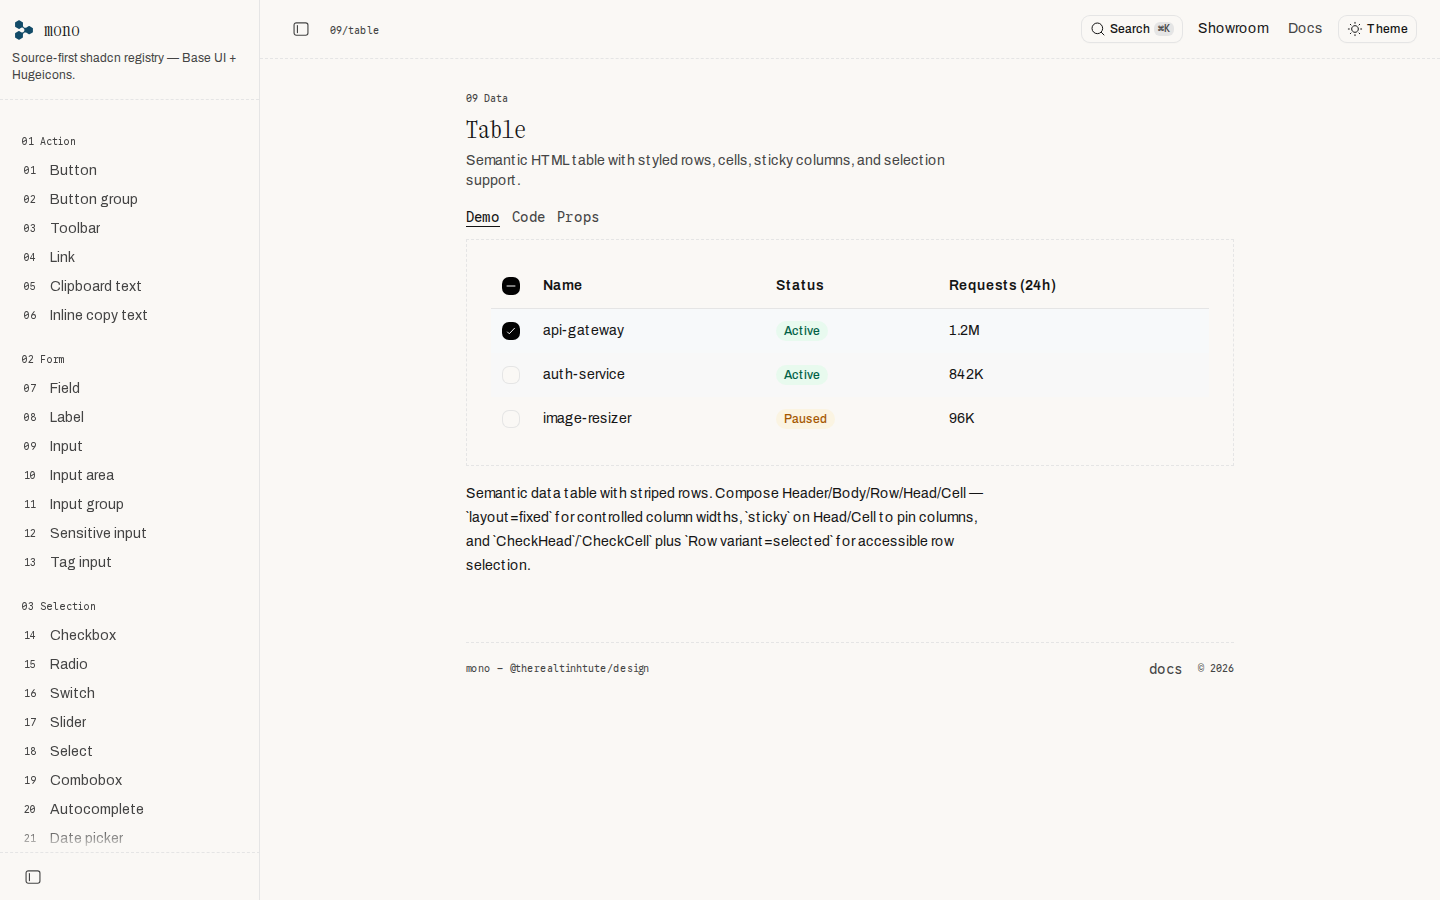 mono
Source-first shadcn registry — Base UI +
Hugeicons.
01 Action
01 Button
02 Button group
03 Toolbar
04 Link
05 Clipboard text
06 Inline copy text
02 Form
07 Field
08 Label
09 Input
10 Input area
11 Input group
12 Sensitive input
13 Tag input
03 Selection
14 Checkbox
15 Radio
16 Switch
17 Slider
18 Select
19 Combobox
20 Autocomplete
21 Date picker
09/table
Search ⌘K
Showroom
Docs
Theme
09 Data
Table
Semantic HTML table with styled rows, cells, sticky columns, and selection
support.
Demo Code Props
Name Status Requests (24h)
api-gateway Active 1.2M
auth-service Active 842K
image-resizer Paused 96K
Semantic data table with striped rows. Compose Header/Body/Row/Head/Cell —
`layout=fixed` for controlled column widths, `sticky` on Head/Cell to pin columns,
and `CheckHead`/`CheckCell` plus `Row variant=selected` for accessible row
selection.
mono — @therealtinhtute/design
docs © 2026